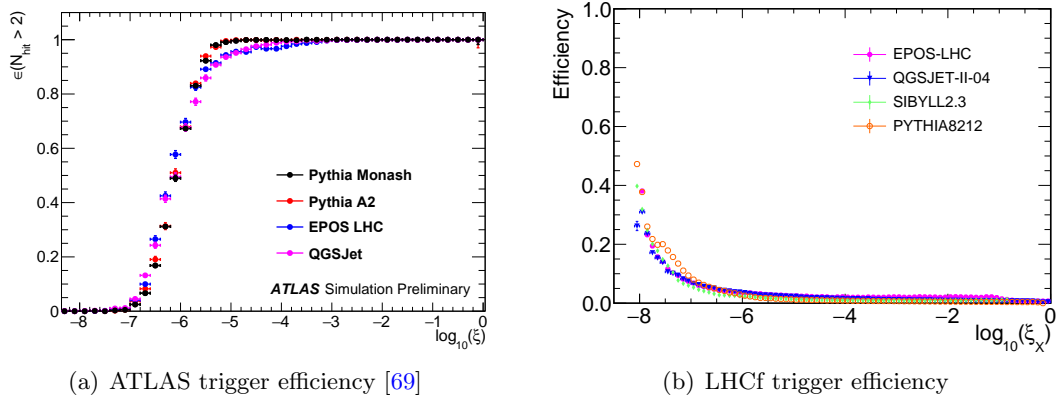 ∈(N_hit > 2)
1
0.8
0.6
0.4
0.2
0
−8 −7 −6 −5 −4 −3 −2 −1 0
log10(ξ)
Pythia Monash
Pythia A2
EPOS LHC
QGSJet
ATLAS Simulation Preliminary
(a) ATLAS trigger efficiency [69]
Efficiency
1.0
0.8
0.6
0.4
0.2
0.0
−8 −6 −4 −2 0
log10(ξX)
EPOS-LHC
QGSJET-II-04
SIBYLL2.3
PYTHIA8212
(b) LHCf trigger efficiency